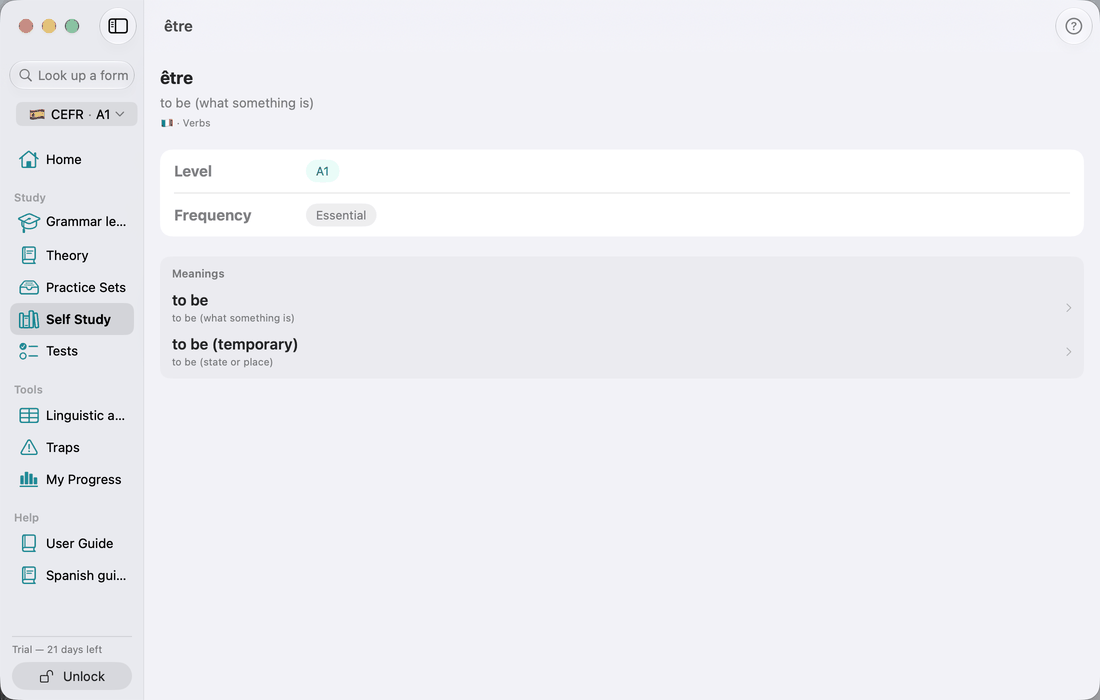 être
Look up a form
CEFR · A1
Home
Study
Grammar le...
Theory
Practice Sets
Self Study
Tests
Tools
Linguistic a...
Traps
My Progress
Help
User Guide
Spanish gui...
Trial — 21 days left
Unlock
être
to be (what something is)
· Verbs
Level
A1
Frequency
Essential
Meanings
to be
to be (what something is)
to be (temporary)
to be (state or place)